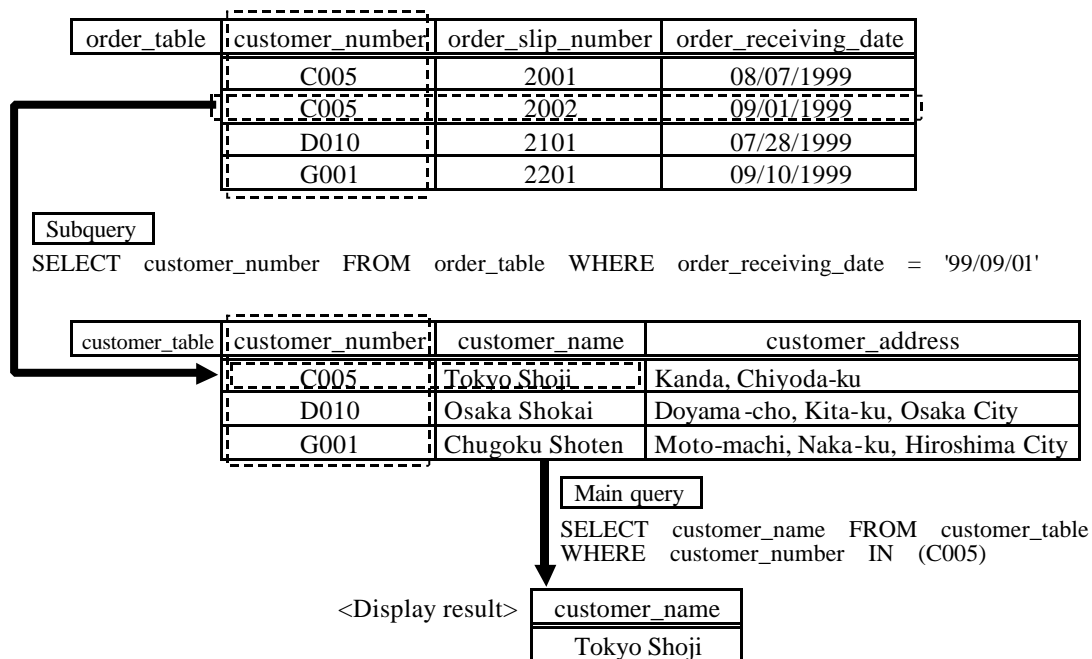 order_table customer_number order_slip_number order_receiving_date
C005 2001 08/07/1999
C005 2002 09/01/1999
D010 2101 07/28/1999
G001 2201 09/10/1999
Subquery
SELECT customer_number FROM order_table WHERE order_receiving_date = '99/09/01'
customer_table customer_number customer_name customer_address
C005 Tokyo Shoji Kanda, Chiyoda-ku
D010 Osaka Shokai Doyama-cho, Kita-ku, Osaka City
G001 Chugoku Shoten Moto-machi, Naka-ku, Hiroshima City
Main query
SELECT customer_name FROM customer_table
WHERE customer_number IN (C005)
<Display result> customer_name
Tokyo Shoji